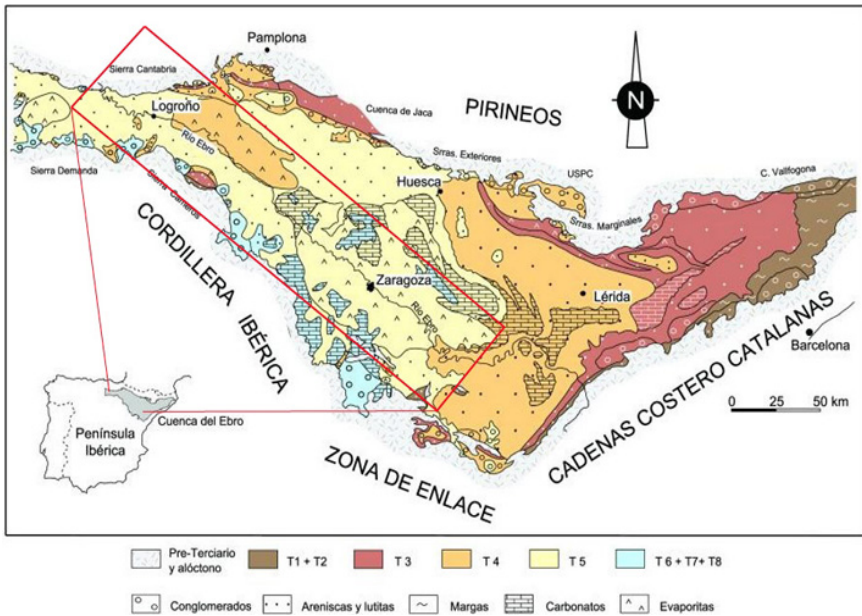 Pamplona
Sierra Cantabria
N
Cuenca de Jaca
PIRINEOS
Logroño
Río Ebro
Srras. Exteriores
USPC
C. Vallfogona
Sierra Demanda
Sierra Cameros
Huesca
Srras. Marginales
CORDILLERA IBÉRICA
Zaragoza
Río Ebro
Lérida
Barcelona
CADENAS COSTERO CATALANAS
0 25 50 km
Península
Ibérica
Cuenca del Ebro
ZONA DE ENLACE
Pre-Terciario
y alóctono
T1 + T2
T 3
T 4
T 5
T 6 + T7+ T8
Conglomerados
Areniscas y lutitas
Margas
Carbonatos
Evaporitas